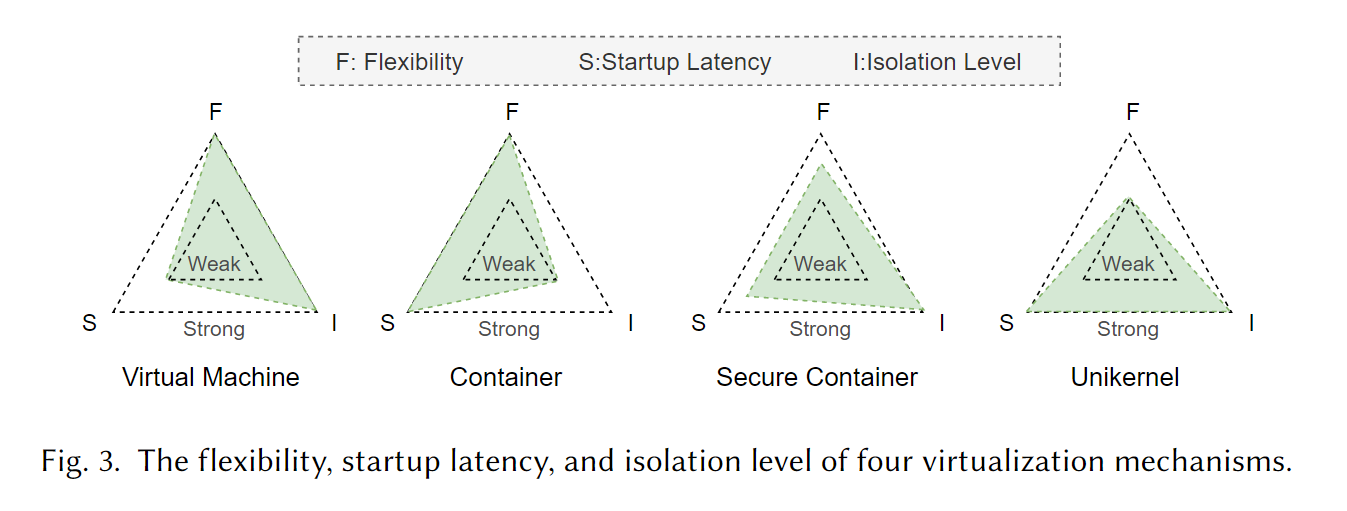 F: Flexibility S:Startup Latency I:Isolation Level
F F F F
Weak Weak Weak Weak
S I S I S I S I
Strong Strong Strong Strong
Virtual Machine Container Secure Container Unikernel
Fig. 3. The flexibility, startup latency, and isolation level of four virtualization mechanisms.